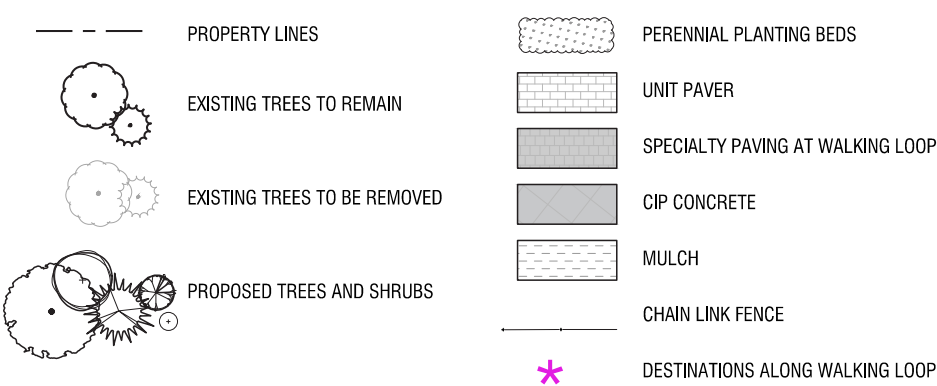 PROPERTY LINES
EXISTING TREES TO REMAIN
EXISTING TREES TO BE REMOVED
PROPOSED TREES AND SHRUBS
PERENNIAL PLANTING BEDS
UNIT PAVER
SPECIALTY PAVING AT WALKING LOOP
CIP CONCRETE
MULCH
CHAIN LINK FENCE
DESTINATIONS ALONG WALKING LOOP